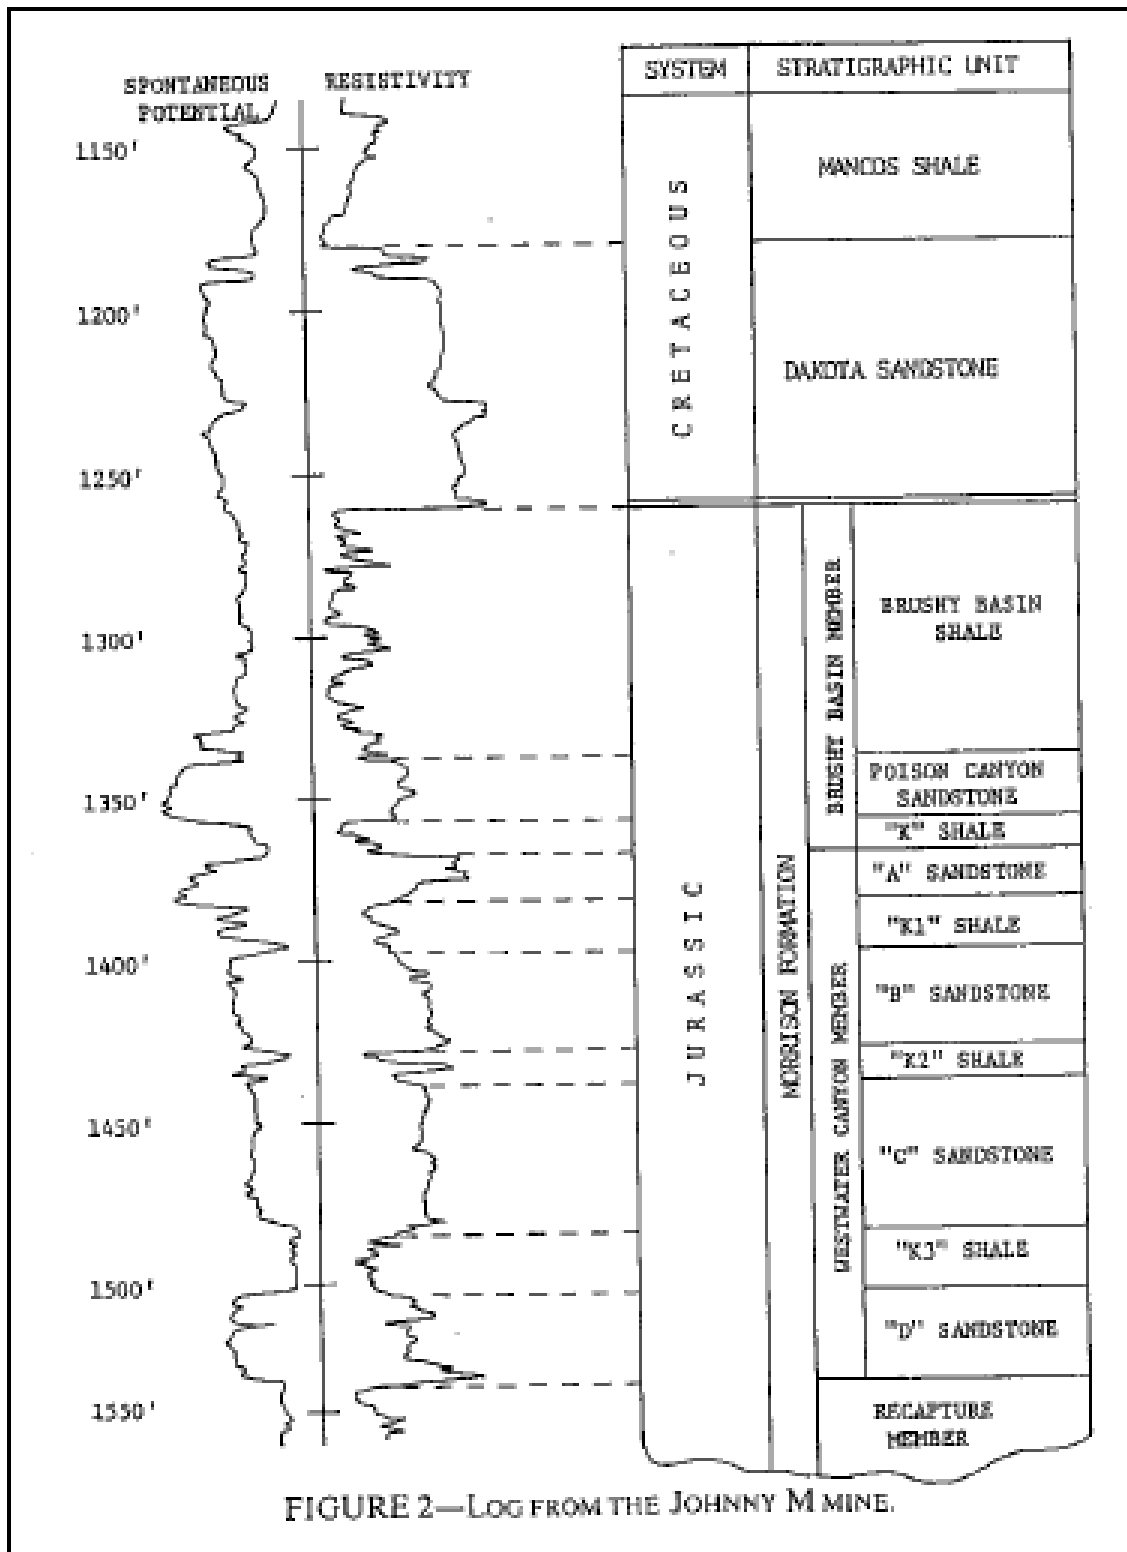 SPONTANEOUS
POTENTIAL
RESISTIVITY
SYSTEM
STRATIGRAPHIC UNIT
1150'
1200'
1250'
1300'
1350'
1400'
1450'
1500'
1550'
CRETACEOUS
MANCOS SHALE
DAKOTA SANDSTONE
JURASSIC
MORRISON FORMATION
BRUSHY BASIN MEMBER
BRUSHY BASIN
SHALE
POISON CANYON
SANDSTONE
"K" SHALE
WESTWATER CANYON MEMBER
"A" SANDSTONE
"K1" SHALE
"B" SANDSTONE
"K2" SHALE
"C" SANDSTONE
"K3" SHALE
"D" SANDSTONE
RECAPTURE
MEMBER
FIGURE 2—LOG FROM THE JOHNNY M MINE.